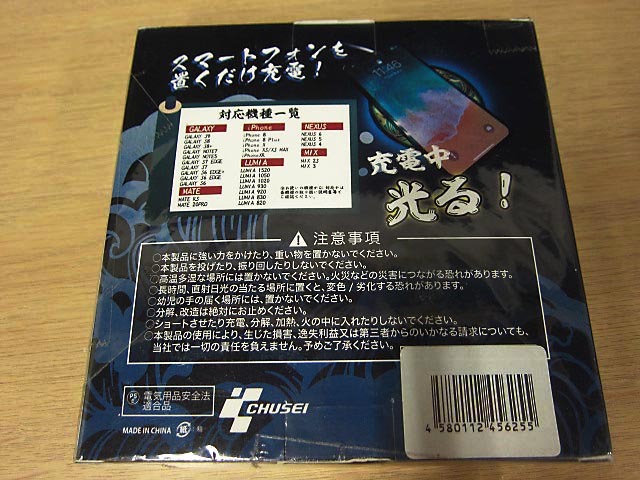 スマートフォンを
置くだけ充電!
11:46
対応機種一覧
GALAXY
GALAXY S8
GALAXY S8+
GALAXY NOTE7
GALAXY NOTE5
GALAXY S7 EDGE
GALAXY S7
GALAXY S6 EDGE+
GALAXY S6 EDGE
GALAXY S6
MATE
MATE XS
MATE 20PRO
iPhone
iPhone 8
iPhone 8 Plus
iPhone X
iPhone XS/XS MAX
iPhone XR
LUMIA
LUMIA 1520
LUMIA 1050
LUMIA 1020
LUMIA 930
LUMIA 920
LUMIA 830
LUMIA 820
NEXUS
NEXUS 6
NEXUS 5
NEXUS 4
MIX
MIX 2S
MIX 3
充電中
光る!
注意事項
○本製品に強い力をかけたり、重い物を置かないでください。
○本製品を投げたり、振り回したりしないでください。
○高温多湿な場所には置かないでください。火災などの災害につながる恐れがあります。
○長時間、直射日光の当たる場所に置くと、変色/劣化する恐れがあります。
○幼児の手の届く場所には、置かないでください。
○分解、改造は絶対にお止めください。
○ショートさせたり充電、分解、加熱、火の中に入れたりしないでください。
○本製品の使用により、生じた損害、逸失利益又は第三者からのいかなる請求についても、
当社では一切の責任を負えません。予めご了承ください。
PSE 電気用品安全法
適合品
MADE IN CHINA
紙
箱
CHUSEI
4 580112 456255